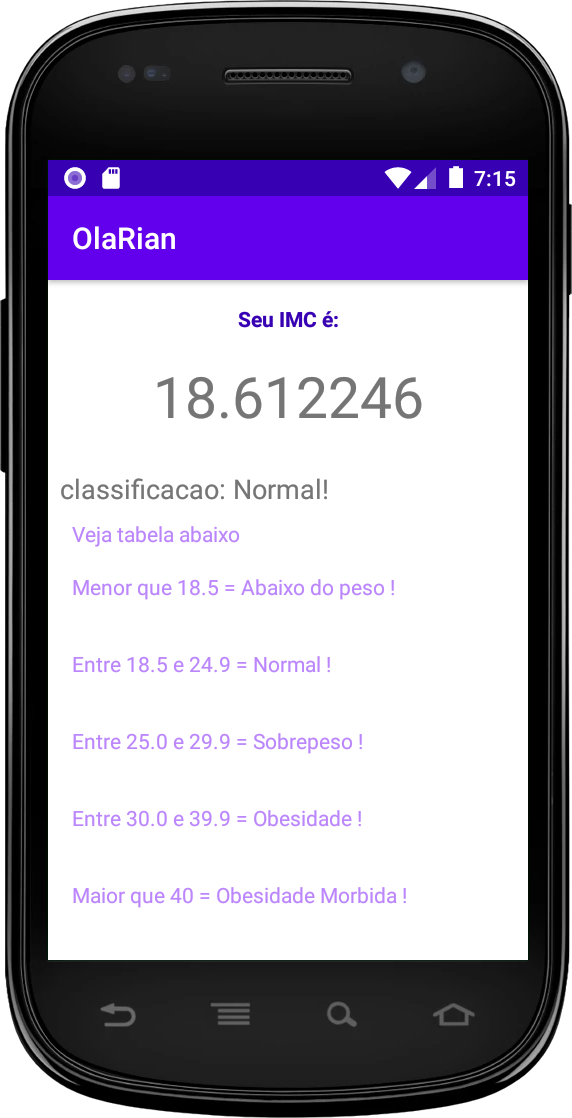 7:15
OlaRian
Seu IMC é:
18.612246
classificacao: Normal!
Veja tabela abaixo
Menor que 18.5 = Abaixo do peso !
Entre 18.5 e 24.9 = Normal !
Entre 25.0 e 29.9 = Sobrepeso !
Entre 30.0 e 39.9 = Obesidade !
Maior que 40 = Obesidade Morbida !